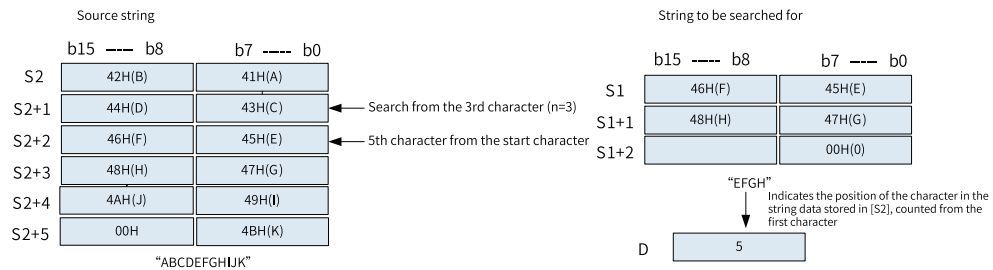 Source string
b15 ---- b8 b7 ----- b0
S2 42H(B) 41H(A)
S2+1 44H(D) 43H(C) Search from the 3rd character (n=3)
S2+2 46H(F) 45H(E) 5th character from the start character
S2+3 48H(H) 47H(G)
S2+4 4AH(J) 49H(I)
S2+5 00H 4BH(K)
“ABCDEFGHIJK”
String to be searched for
b15 ----- b8 b7 ---- b0
S1 46H(F) 45H(E)
S1+1 48H(H) 47H(G)
S1+2 00H(0)
“EFGH”
Indicates the position of the character in the
string data stored in [S2], counted from the
first character
D 5